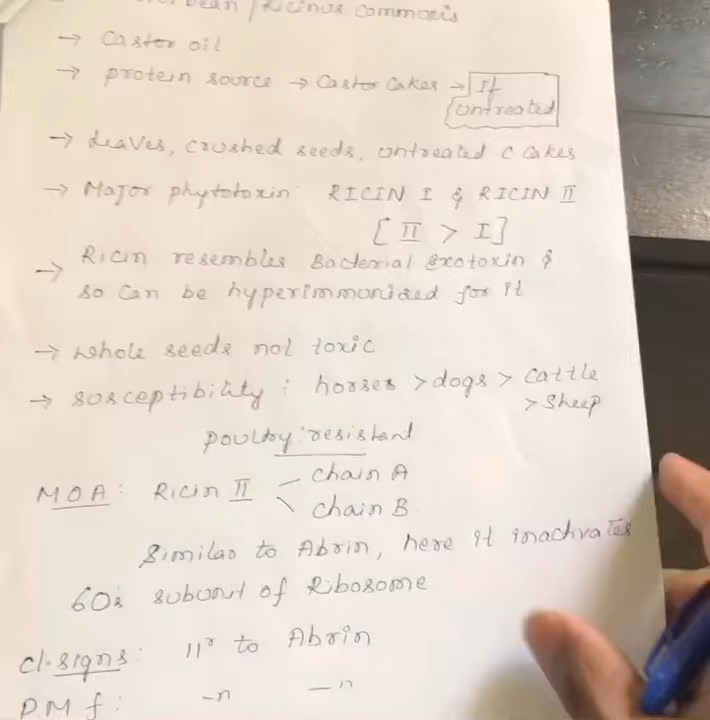 bean / Ricinus communis
→ Castor oil
→ protein source → Castor Cakes → If
untreated
→ Leaves, crushed seeds, untreated C Cakes
→ Major phytotoxin: RICIN I & RICIN II
[II > I]
→ Ricin resembles Bacterial exotoxin &
so can be hyperimmunized for it
→ whole seeds not toxic
→ susceptibility : horses > dogs > cattle
> sheep
poultry: resistant
MOA: Ricin II
chain A
chain B
Similar to Abrin, here it inactivates
60s subunit of Ribosome
Cl. signs: 11r to Abrin
P.M f: -n —n